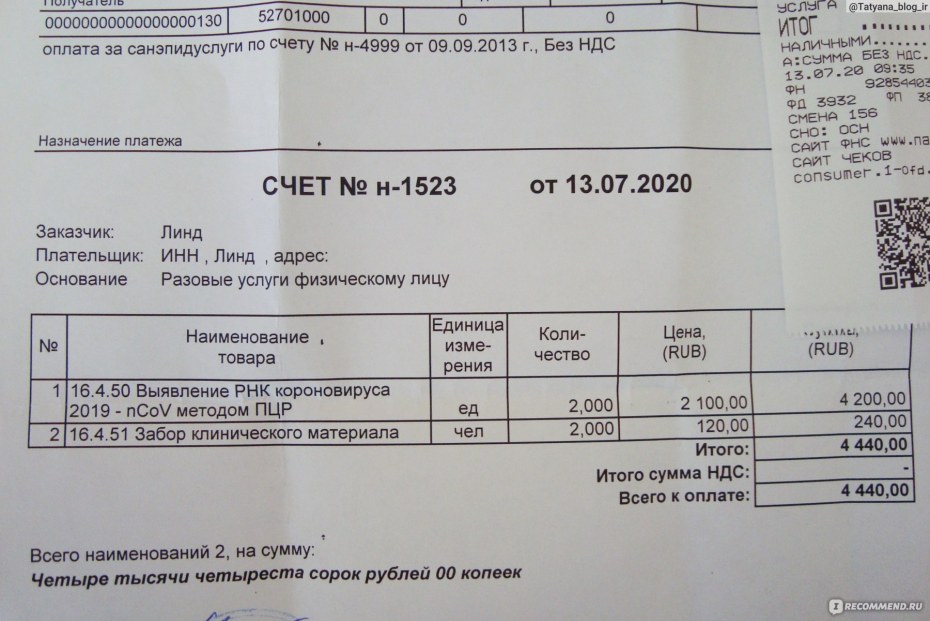 Получатель
00000000000000000130 52701000 0 0 0
оплата за санэпидуслуги по счету № н-4999 от 09.09.2013 г., Без НДС
Назначение платежа
СЧЕТ № н-1523 от 13.07.2020
Заказчик: Линд
Плательщик: ИНН , Линд , адрес:
Основание Разовые услуги физическому лицу
№ Наименование товара Единица изме-рения Коли-чество Цена, (RUB) (RUB)
1 16.4.50 Выявление РНК короновируса
2019 - nCoV методом ПЦР ед 2,000 2 100,00 4 200,00
2 16.4.51 Забор клинического материала чел 2,000 120,00 240,00
Итого: 4 440,00
Итого сумма НДС: -
Всего к оплате: 4 440,00
Всего наименований 2, на сумму:
Четыре тысячи четыреста сорок рублей 00 копеек
@Tatyana_blog_ir
УСЛУГА
ИТОГ
НАЛИЧНЫМИ.......
А:СУММА БЕЗ НДС.
13.07.20 09:35
ФН 92854403
ФД 3932 ФП 38
СМЕНА 156
СНО: ОСН
САЙТ ФНС www.na
САЙТ ЧЕКОВ
consumer.1-ofd.
IRECOMMEND.RU